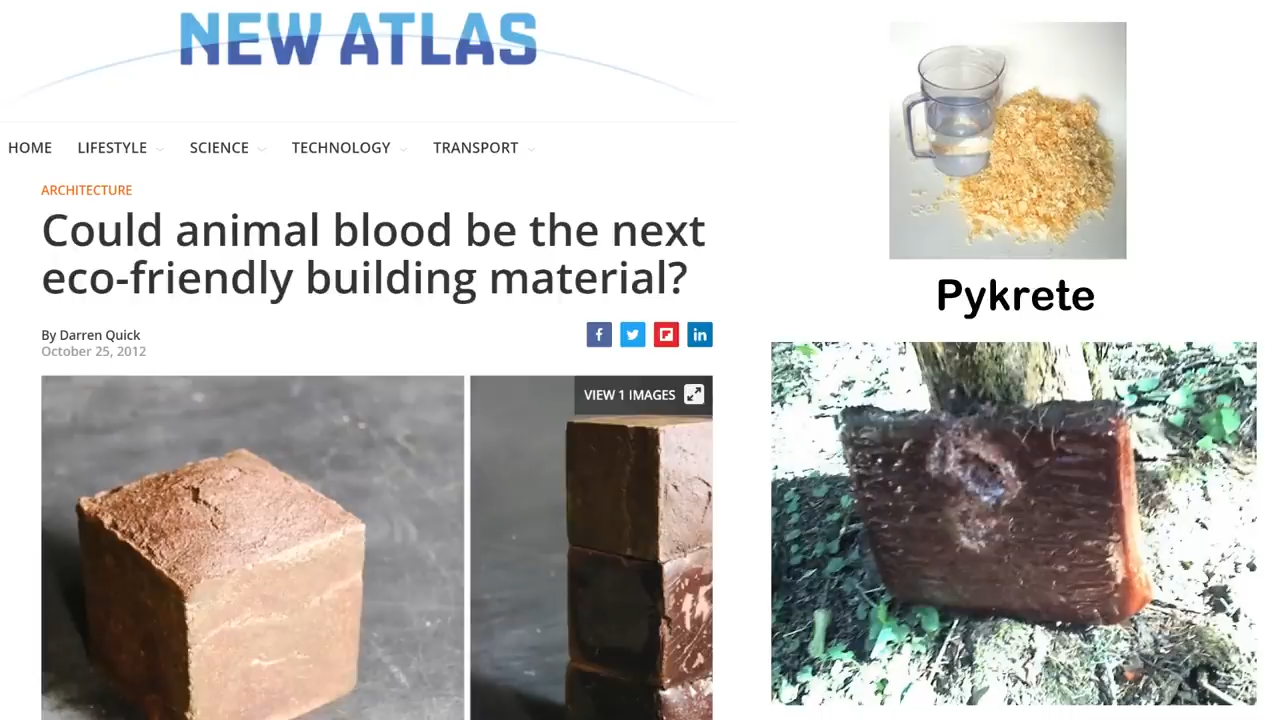 NEW ATLAS
HOME LIFESTYLE SCIENCE TECHNOLOGY TRANSPORT
ARCHITECTURE
Could animal blood be the next
eco-friendly building material?
By Darren Quick
October 25, 2012
f in
VIEW 1 IMAGES
Pykrete